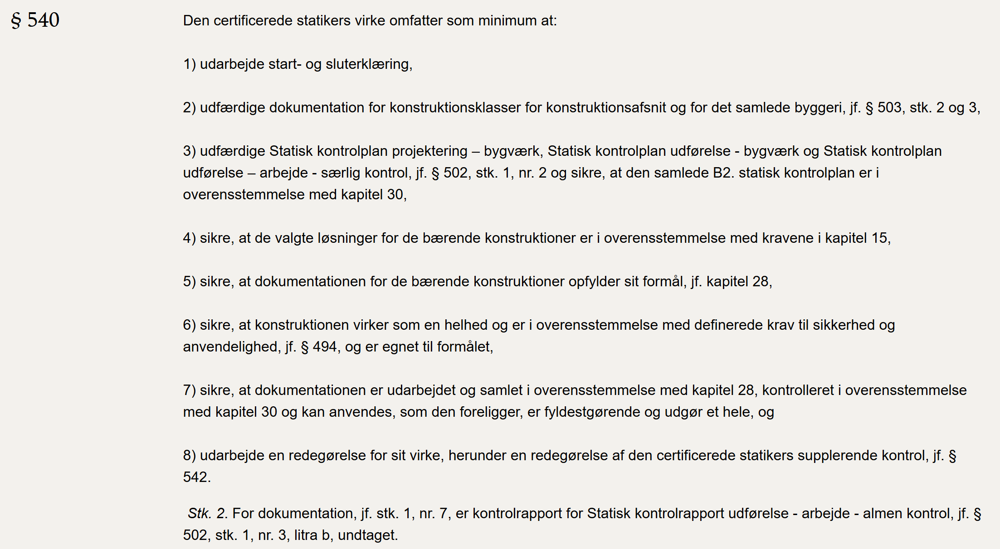 § 540
Den certificerede statikers virke omfatter som minimum at:
1) udarbejde start- og sluterklæring,
2) udfærdige dokumentation for konstruktionsklasser for konstruktionsafsnit og for det samlede byggeri, jf. § 503, stk. 2 og 3,
3) udfærdige Statisk kontrolplan projektering – bygværk, Statisk kontrolplan udførelse - bygværk og Statisk kontrolplan
udførelse – arbejde - særlig kontrol, jf. § 502, stk. 1, nr. 2 og sikre, at den samlede B2. statisk kontrolplan er i
overensstemmelse med kapitel 30,
4) sikre, at de valgte løsninger for de bærende konstruktioner er i overensstemmelse med kravene i kapitel 15,
5) sikre, at dokumentationen for de bærende konstruktioner opfylder sit formål, jf. kapitel 28,
6) sikre, at konstruktionen virker som en helhed og er i overensstemmelse med definerede krav til sikkerhed og
anvendelighed, jf. § 494, og er egnet til formålet,
7) sikre, at dokumentationen er udarbejdet og samlet i overensstemmelse med kapitel 28, kontrolleret i overensstemmelse
med kapitel 30 og kan anvendes, som den foreligger, er fyldestgørende og udgør et hele, og
8) udarbejde en redegørelse for sit virke, herunder en redegørelse af den certificerede statikers supplerende kontrol, jf. §
542.
Stk. 2. For dokumentation, jf. stk. 1, nr. 7, er kontrolrapport for Statisk kontrolrapport udførelse - arbejde - almen kontrol, jf. §
502, stk. 1, nr. 3, litra b, undtaget.